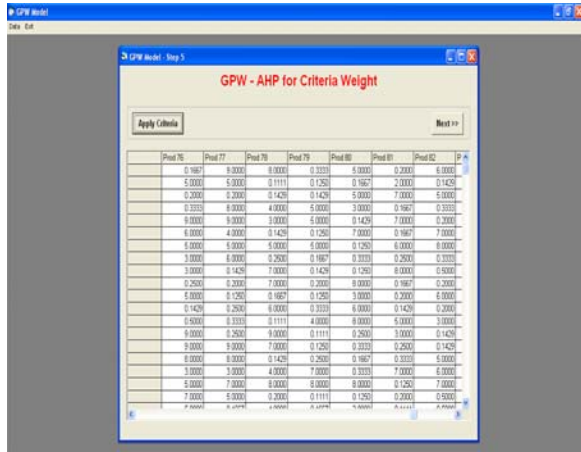 GPW Model
Data Exit
GPW Model - Step 5
GPW - AHP for Criteria Weight
Apply Criteria
Next >>
Prod 76 Prod 77 Prod 78 Prod 79 Prod 80 Prod 81 Prod 82 P
0.1667 9.0000 8.0000 0.3333 5.0000 0.2000 6.0000
5.0000 5.0000 0.1111 0.1250 0.1667 2.0000 0.1429
0.2000 0.2000 0.1429 0.1429 5.0000 7.0000 5.0000
0.3333 8.0000 4.0000 5.0000 3.0000 0.1667 0.3333
9.0000 9.0000 3.0000 5.0000 0.1429 7.0000 0.2000
6.0000 4.0000 0.1429 0.1250 7.0000 0.1667 7.0000
5.0000 5.0000 5.0000 5.0000 0.1250 6.0000 8.0000
3.0000 6.0000 0.2500 0.1667 0.3333 0.2500 0.3333
3.0000 0.1429 7.0000 0.1429 0.1250 8.0000 0.5000
0.2500 0.2000 7.0000 0.2000 9.0000 0.1667 0.2000
5.0000 0.1250 0.1667 0.1250 3.0000 0.2000 6.0000
0.1429 0.2500 6.0000 0.3333 6.0000 0.1429 0.2000
0.5000 0.3333 0.1111 4.0000 8.0000 5.0000 3.0000
9.0000 0.2500 9.0000 0.1111 0.2500 3.0000 0.1429
9.0000 9.0000 7.0000 0.1250 0.3333 0.2500 0.1429
8.0000 8.0000 0.1429 0.2500 0.1667 0.3333 5.0000
3.0000 3.0000 4.0000 7.0000 0.3333 7.0000 6.0000
5.0000 7.0000 8.0000 8.0000 8.0000 0.1250 7.0000
7.0000 5.0000 0.2000 0.1111 0.1250 0.2000 0.5000